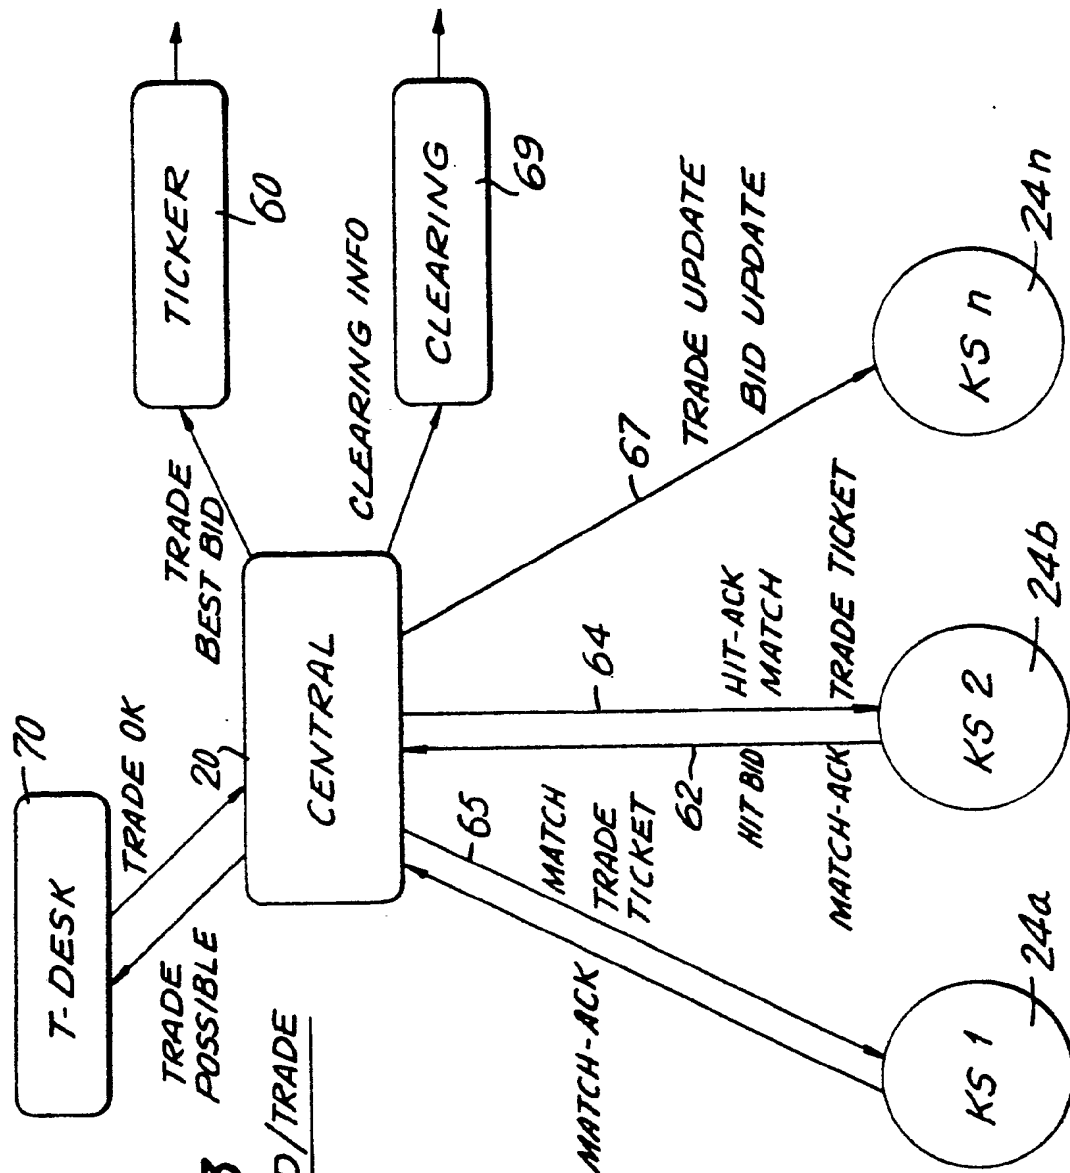 3
D/TRADE
T-DESK
70
TRADE
POSSIBLE
TRADE OK
20
CENTRAL
TRADE
BEST BID
TICKER
60
CLEARING INFO
CLEARING
69
MATCH-ACK
65
MATCH
TRADE
TICKET
62
HIT BID
MATCH-ACK
64
HIT-ACK
MATCH
TRADE TICKET
67
TRADE UPDATE
BID UPDATE
KS 1
24a
KS 2
24b
KS n
24n